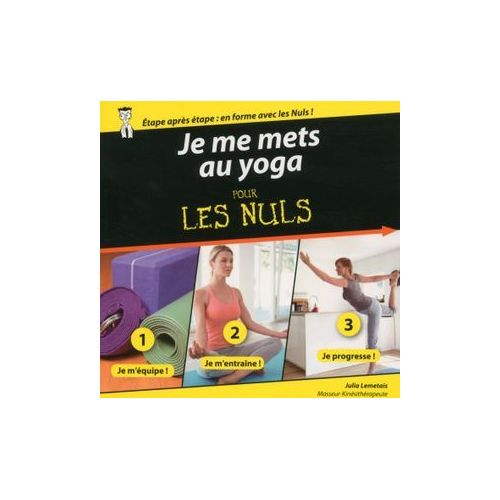 Étape après étape : en forme avec les Nuls !
Je me mets
au yoga
POUR
LES NULS
1
Je m'équipe !
2
Je m'entraine !
3
Je progresse !
Julia Lemetais
Masseur-Kinésithérapeute